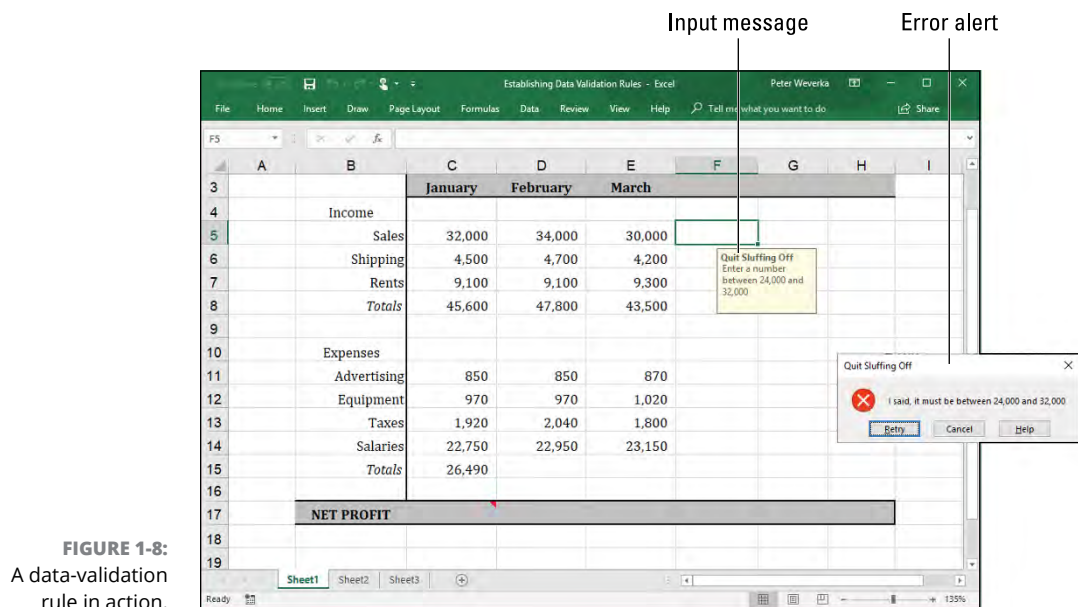 Input message Error alert
Establishing Data Validation Rules - Excel Peter Weverka
File Home Insert Draw Page Layout Formulas Data Review View Help Tell me what you want to do Share
F5 fx
A B C D E F G H I
3 January February March
4 Income
5 Sales 32,000 34,000 30,000
6 Shipping 4,500 4,700 4,200
7 Rents 9,100 9,100 9,300
8 Totals 45,600 47,800 43,500
Quit Sluffing Off
Enter a number
between 24,000 and
32,000
9
10 Expenses
11 Advertising 850 850 870
12 Equipment 970 970 1,020
13 Taxes 1,920 2,040 1,800
14 Salaries 22,750 22,950 23,150
15 Totals 26,490
16
17 NET PROFIT
18
19
Quit Sluffing Off
I said, it must be between 24,000 and 32,000
Retry Cancel Help
Sheet1 Sheet2 Sheet3
Ready 135%
FIGURE 1-8:
A data-validation
rule in action.